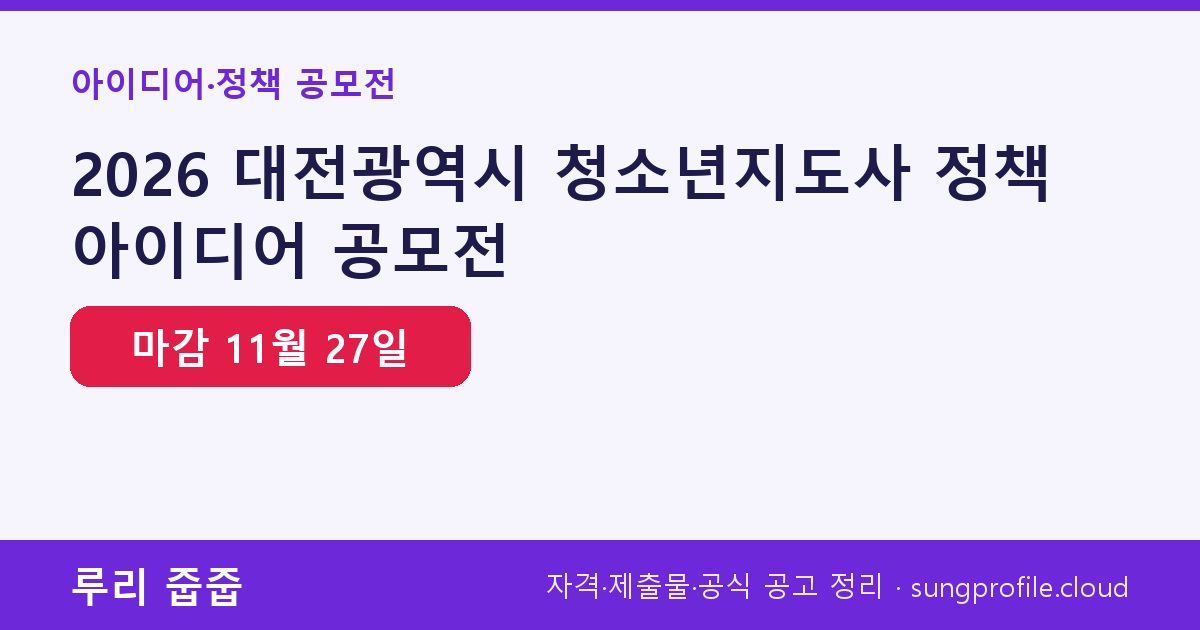 아이디어·정책 공모전
2026 대전광역시 청소년지도사 정책
아이디어 공모전
마감 11월 27일
루리 줍줍
자격·제출물·공식 공고 정리 · sungprofile.cloud